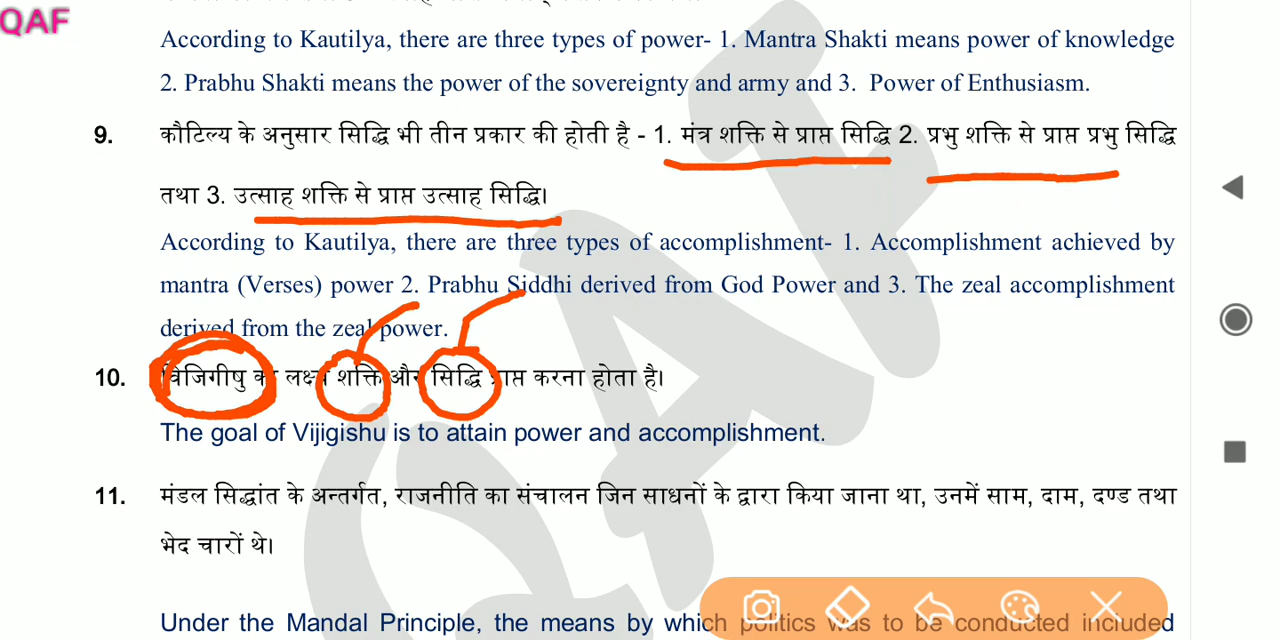 QAF
According to Kautilya, there are three types of power- 1. Mantra Shakti means power of knowledge
2. Prabhu Shakti means the power of the sovereignty and army and 3. Power of Enthusiasm.
9. कौटिल्य के अनुसार सिद्धि भी तीन प्रकार की होती है - 1. मंत्र शक्ति से प्राप्त सिद्धि 2. प्रभु शक्ति से प्राप्त प्रभु सिद्धि
तथा 3. उत्साह शक्ति से प्राप्त उत्साह सिद्धि।
According to Kautilya, there are three types of accomplishment- 1. Accomplishment achieved by
mantra (Verses) power 2. Prabhu Siddhi derived from God Power and 3. The zeal accomplishment
derived from the zeal power.
10. विजिगीषु का लक्ष्य शक्ति और सिद्धि प्राप्त करना होता है।
The goal of Vijigishu is to attain power and accomplishment.
11. मंडल सिद्धांत के अन्तर्गत, राजनीति का संचालन जिन साधनों के द्वारा किया जाना था, उनमें साम, दाम, दण्ड तथा
भेद चारों थे।
Under the Mandal Principle, the means by which politics was to be conducted included
QAF